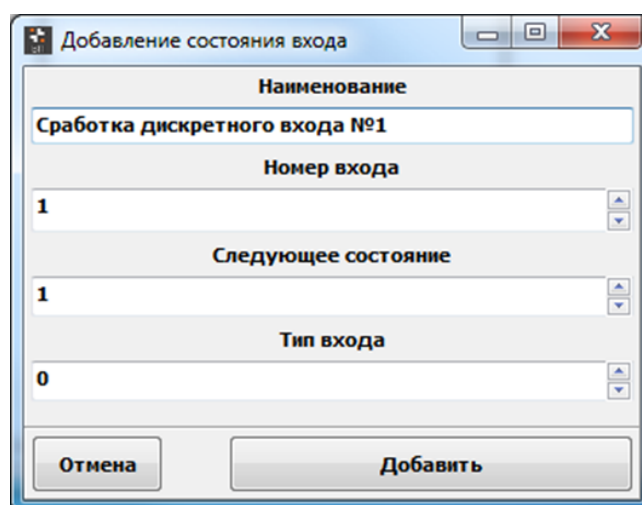 Добавление состояния входа
Наименование
Сработка дискретного входа №1
Номер входа
1
Следующее состояние
1
Тип входа
0
Отмена
Добавить